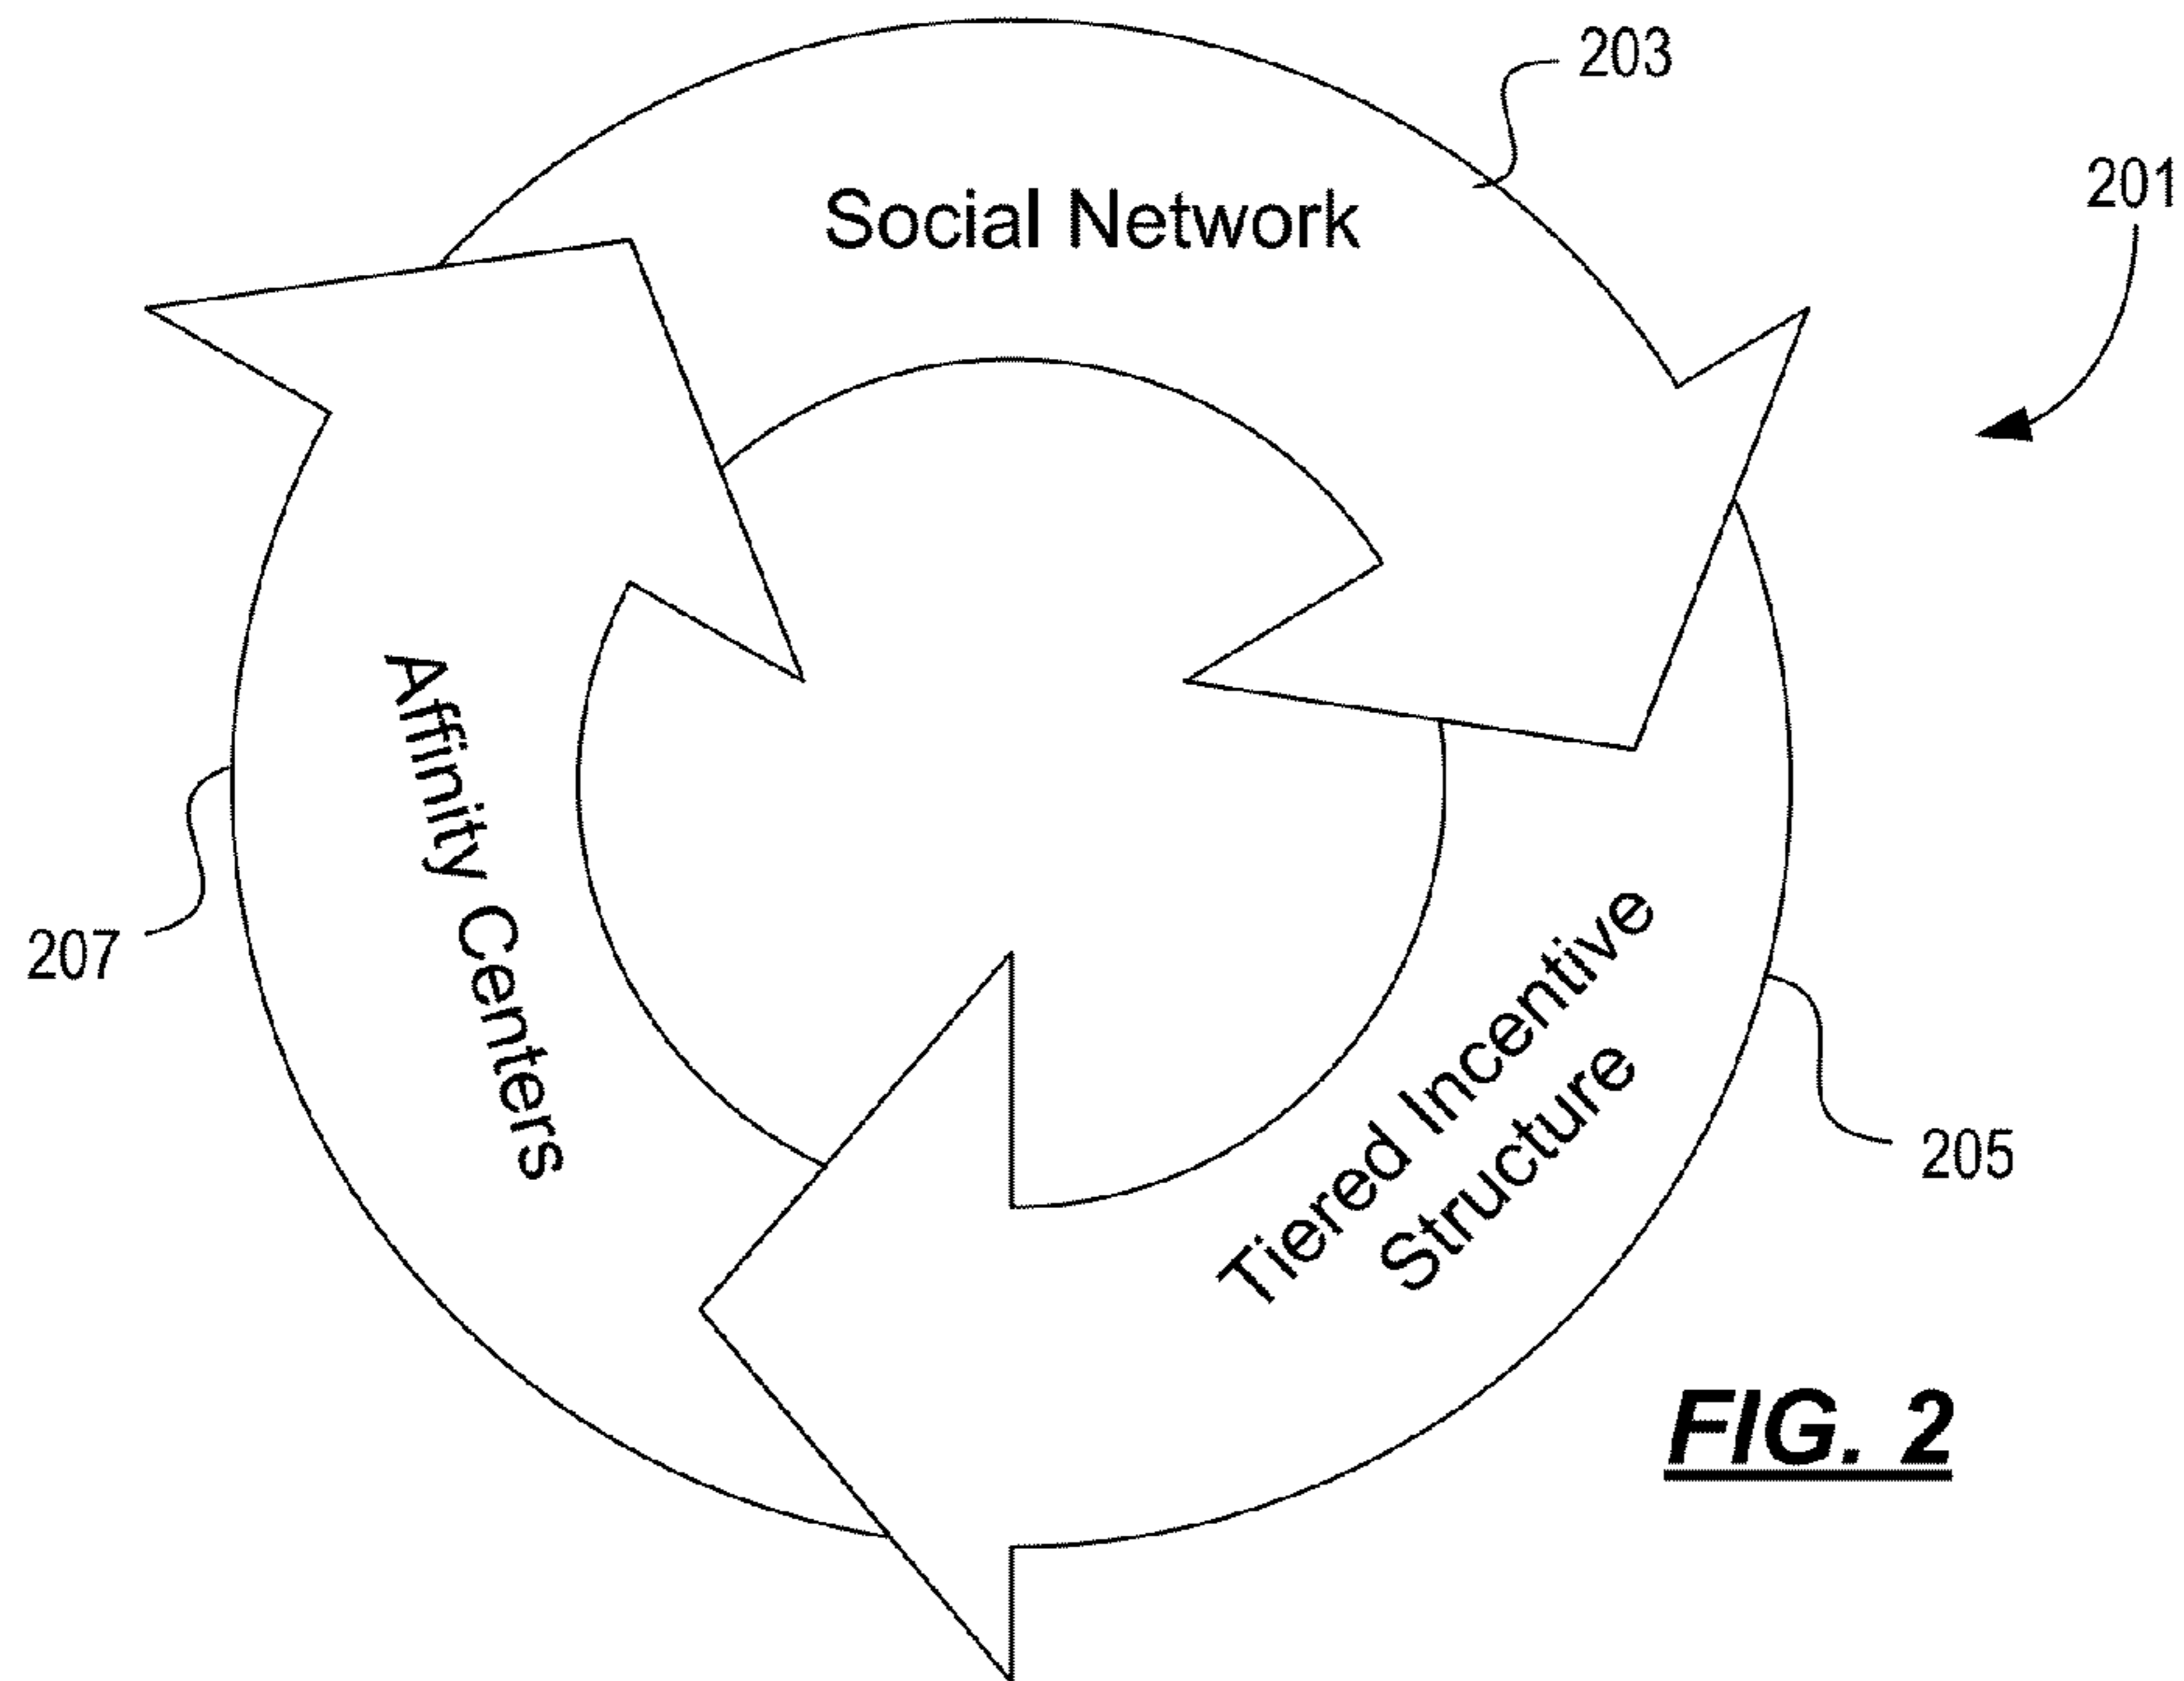 203
201
Social Network
Affinity Centers
207
Tiered Incentive
Structure
205
FIG. 2